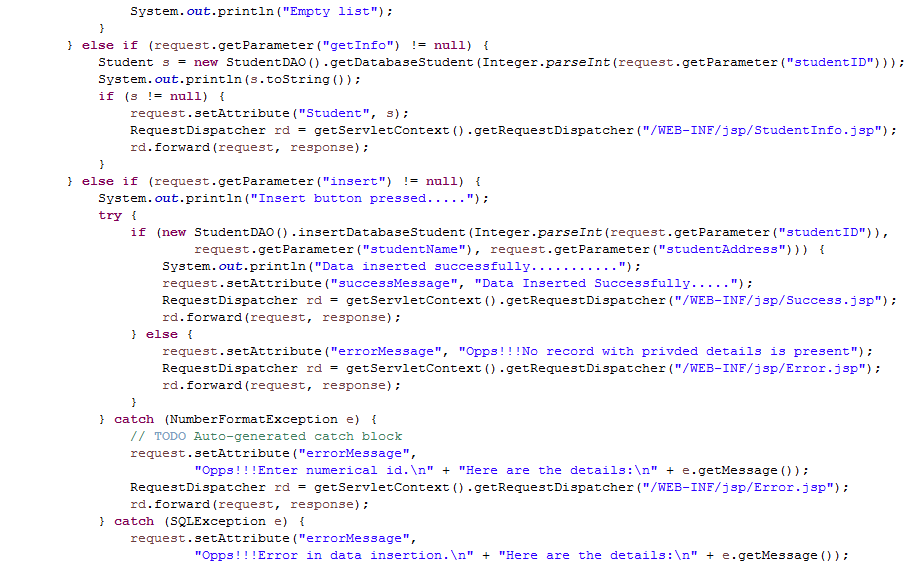 System.out.println("Empty list");
}
} else if (request.getParameter("getInfo") != null) {
Student s = new StudentDAO().getDatabaseStudent(Integer.parseInt(request.getParameter("studentID")));
System.out.println(s.toString());
if (s != null) {
request.setAttribute("Student", s);
RequestDispatcher rd = getServletContext().getRequestDispatcher("/WEB-INF/jsp/StudentInfo.jsp");
rd.forward(request, response);
}
} else if (request.getParameter("insert") != null) {
System.out.println("Insert button pressed.....");
try {
if (new StudentDAO().insertDatabaseStudent(Integer.parseInt(request.getParameter("studentID")),
request.getParameter("studentName"), request.getParameter("studentAddress"))) {
System.out.println("Data inserted successfully...........");
request.setAttribute("successMessage", "Data Inserted Successfully.....");
RequestDispatcher rd = getServletContext().getRequestDispatcher("/WEB-INF/jsp/Success.jsp");
rd.forward(request, response);
} else {
request.setAttribute("errorMessage", "Opps!!!No record with privded details is present");
RequestDispatcher rd = getServletContext().getRequestDispatcher("/WEB-INF/jsp/Error.jsp");
rd.forward(request, response);
}
} catch (NumberFormatException e) {
// TODO Auto-generated catch block
request.setAttribute("errorMessage",
"Opps!!!Enter numerical id.\n" + "Here are the details:\n" + e.getMessage());
RequestDispatcher rd = getServletContext().getRequestDispatcher("/WEB-INF/jsp/Error.jsp");
rd.forward(request, response);
} catch (SQLException e) {
request.setAttribute("errorMessage",
"Opps!!!Error in data insertion.\n" + "Here are the details:\n" + e.getMessage());